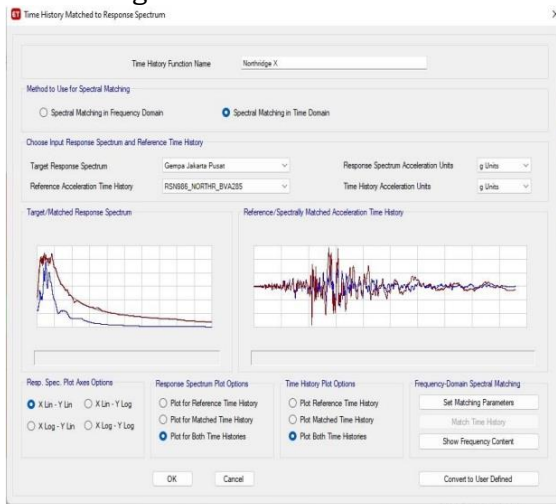 ET Time History Matched to Response Spectrum X
Time History Function Name Northridge X
Method to Use for Spectral Matching
Spectral Matching in Frequency Domain Spectral Matching in Time Domain
Choose Input Response Spectrum and Reference Time History
Target Response Spectrum Gempa Jakarta Pusat Response Spectrum Acceleration Units g Units
Reference Acceleration Time History RSN986_NORTHR_BVA285 Time History Acceleration Units g Units
Target/Matched Response Spectrum Reference/Spectrally Matched Acceleration Time History
Resp. Spec. Plot Axes Options Response Spectrum Plot Options Time History Plot Options Frequency-Domain Spectral Matching
X Lin - Y Lin X Lin - Y Log Plot for Reference Time History Plot Reference Time History Set Matching Parameters
X Log - Y Lin X Log - Y Log Plot for Matched Time History Plot Matched Time History Match Time History
Plot for Both Time Histories Plot Both Time Histories Show Frequency Content
OK Cancel Convert to User Defined